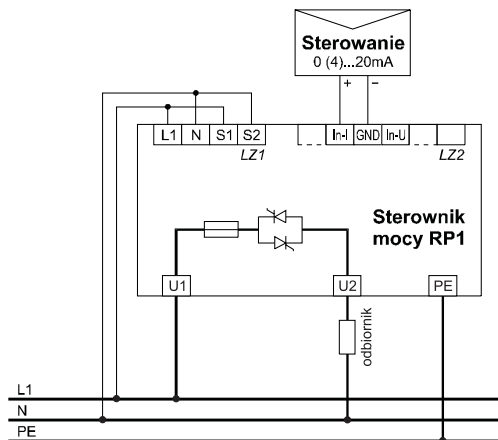 Sterowanie
0 (4)...20mA
+ −
L1 N S1 S2 In-I GND In-U
LZ1 LZ2
Sterownik
mocy RP1
U1 U2 PE
odbiornik
L1
N
PE